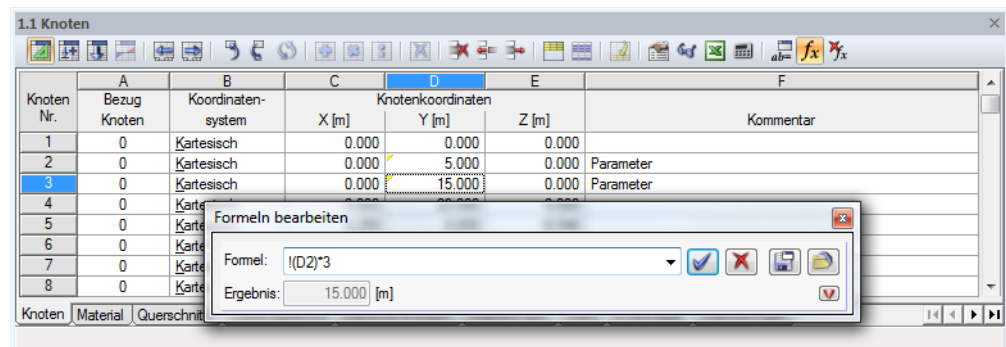 1.1 Knoten
ab= fx fx
A B C D E F
Knoten Bezug Koordinaten- Knotenkoordinaten
Nr. Knoten system X [m] Y [m] Z [m] Kommentar
1 0 Kartesisch 0.000 0.000 0.000
2 0 Kartesisch 0.000 5.000 0.000 Parameter
3 0 Kartesisch 0.000 15.000 0.000 Parameter
4 0
5 0
6 0
7 0
8 0
Formeln bearbeiten
Formel: !(D2)*3
Ergebnis: 15.000 [m]
Knoten Material